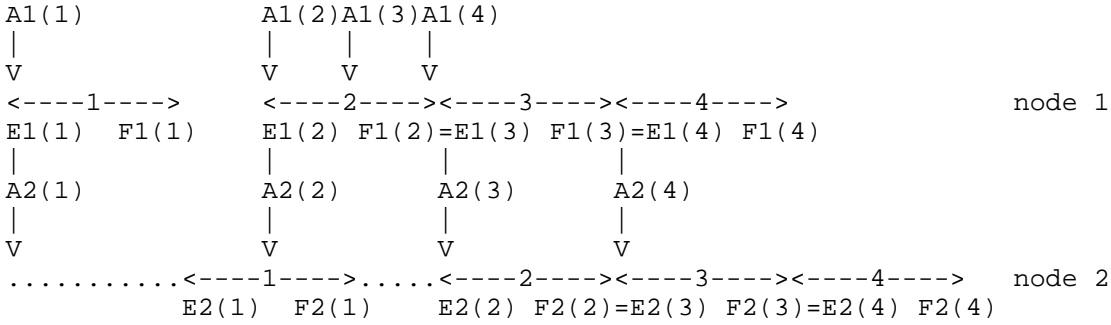 A1(1)              A1(2)A1(3)A1(4)
|                  |     |     |
V                  V     V     V
<----1---->      <----2----><----3----><----4---->                node 1
E1(1)  F1(1)     E1(2) F1(2)=E1(3) F1(3)=E1(4) F1(4)
|                  |            |            |
A2(1)             A2(2)       A2(3)       A2(4)
|                  |            |            |
V                  V            V            V
...........<----1---->.....<----2----><----3----><----4---->   node 2
E2(1)  F2(1)     E2(2) F2(2)=E2(3) F2(3)=E2(4) F2(4)